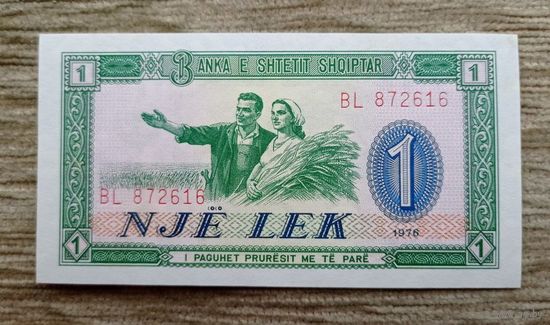 1 BANKA E SHTETIT SHQIPTAR 1
BL 872616
1
BL 872616
NJË LEK
1976
1 I PAGUHET PRURËSIT ME TË PARË 1